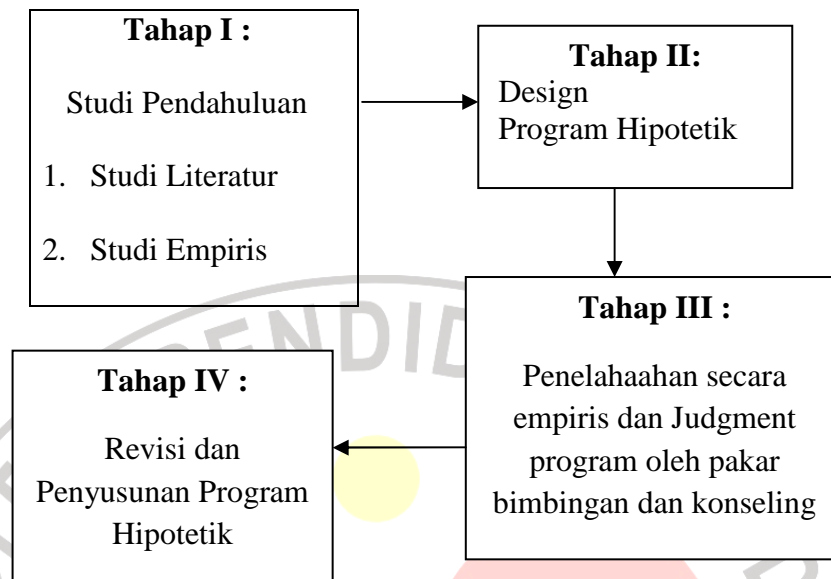 Tahap I :
Studi Pendahuluan
1. Studi Literatur
2. Studi Empiris
Tahap II:
Design
Program Hipotetik
Tahap III :
Penelahaahan secara
empiris dan Judgment
program oleh pakar
bimbingan dan konseling
Tahap IV :
Revisi dan
Penyusunan Program
Hipotetik